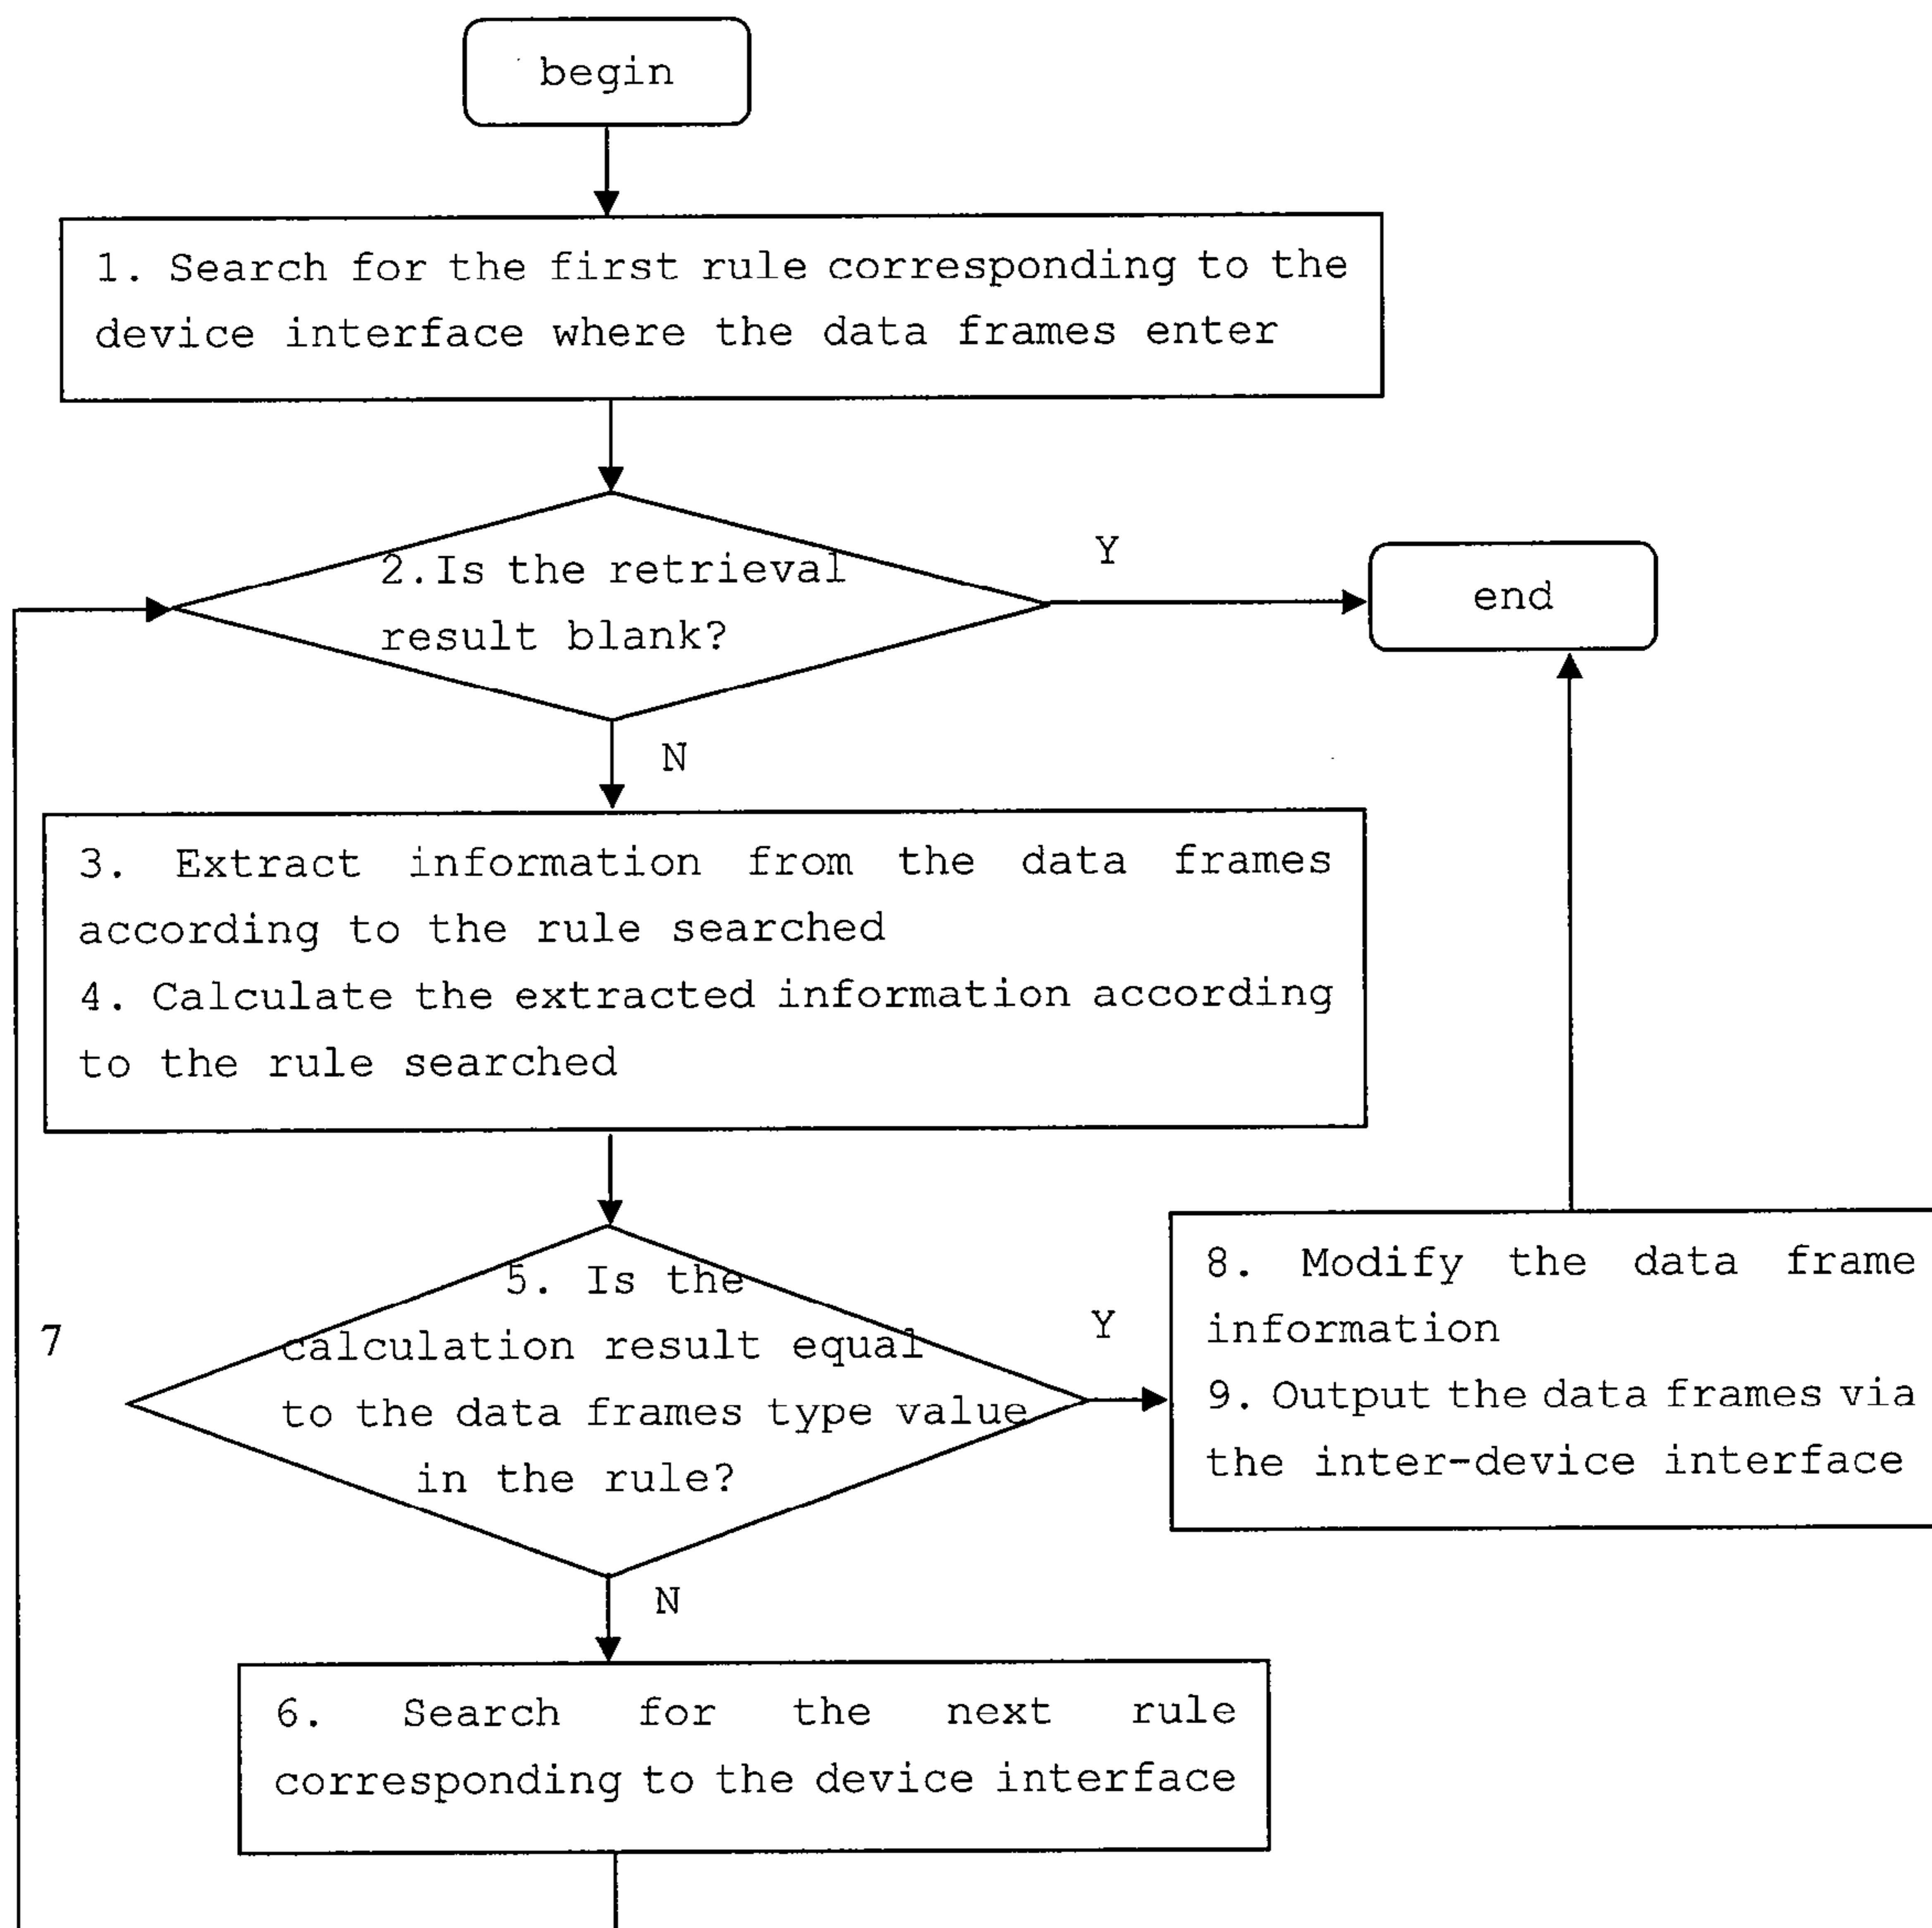 begin
1. Search for the first rule corresponding to the
device interface where the data frames enter
2.Is the retrieval
result blank?
Y
end
N
3. Extract information from the data frames
according to the rule searched
4. Calculate the extracted information according
to the rule searched
5. Is the
calculation result equal
to the data frames type value
in the rule?
7
Y
8. Modify the data frame
information
9. Output the data frames via
the inter-device interface
N
6. Search for the next rule
corresponding to the device interface